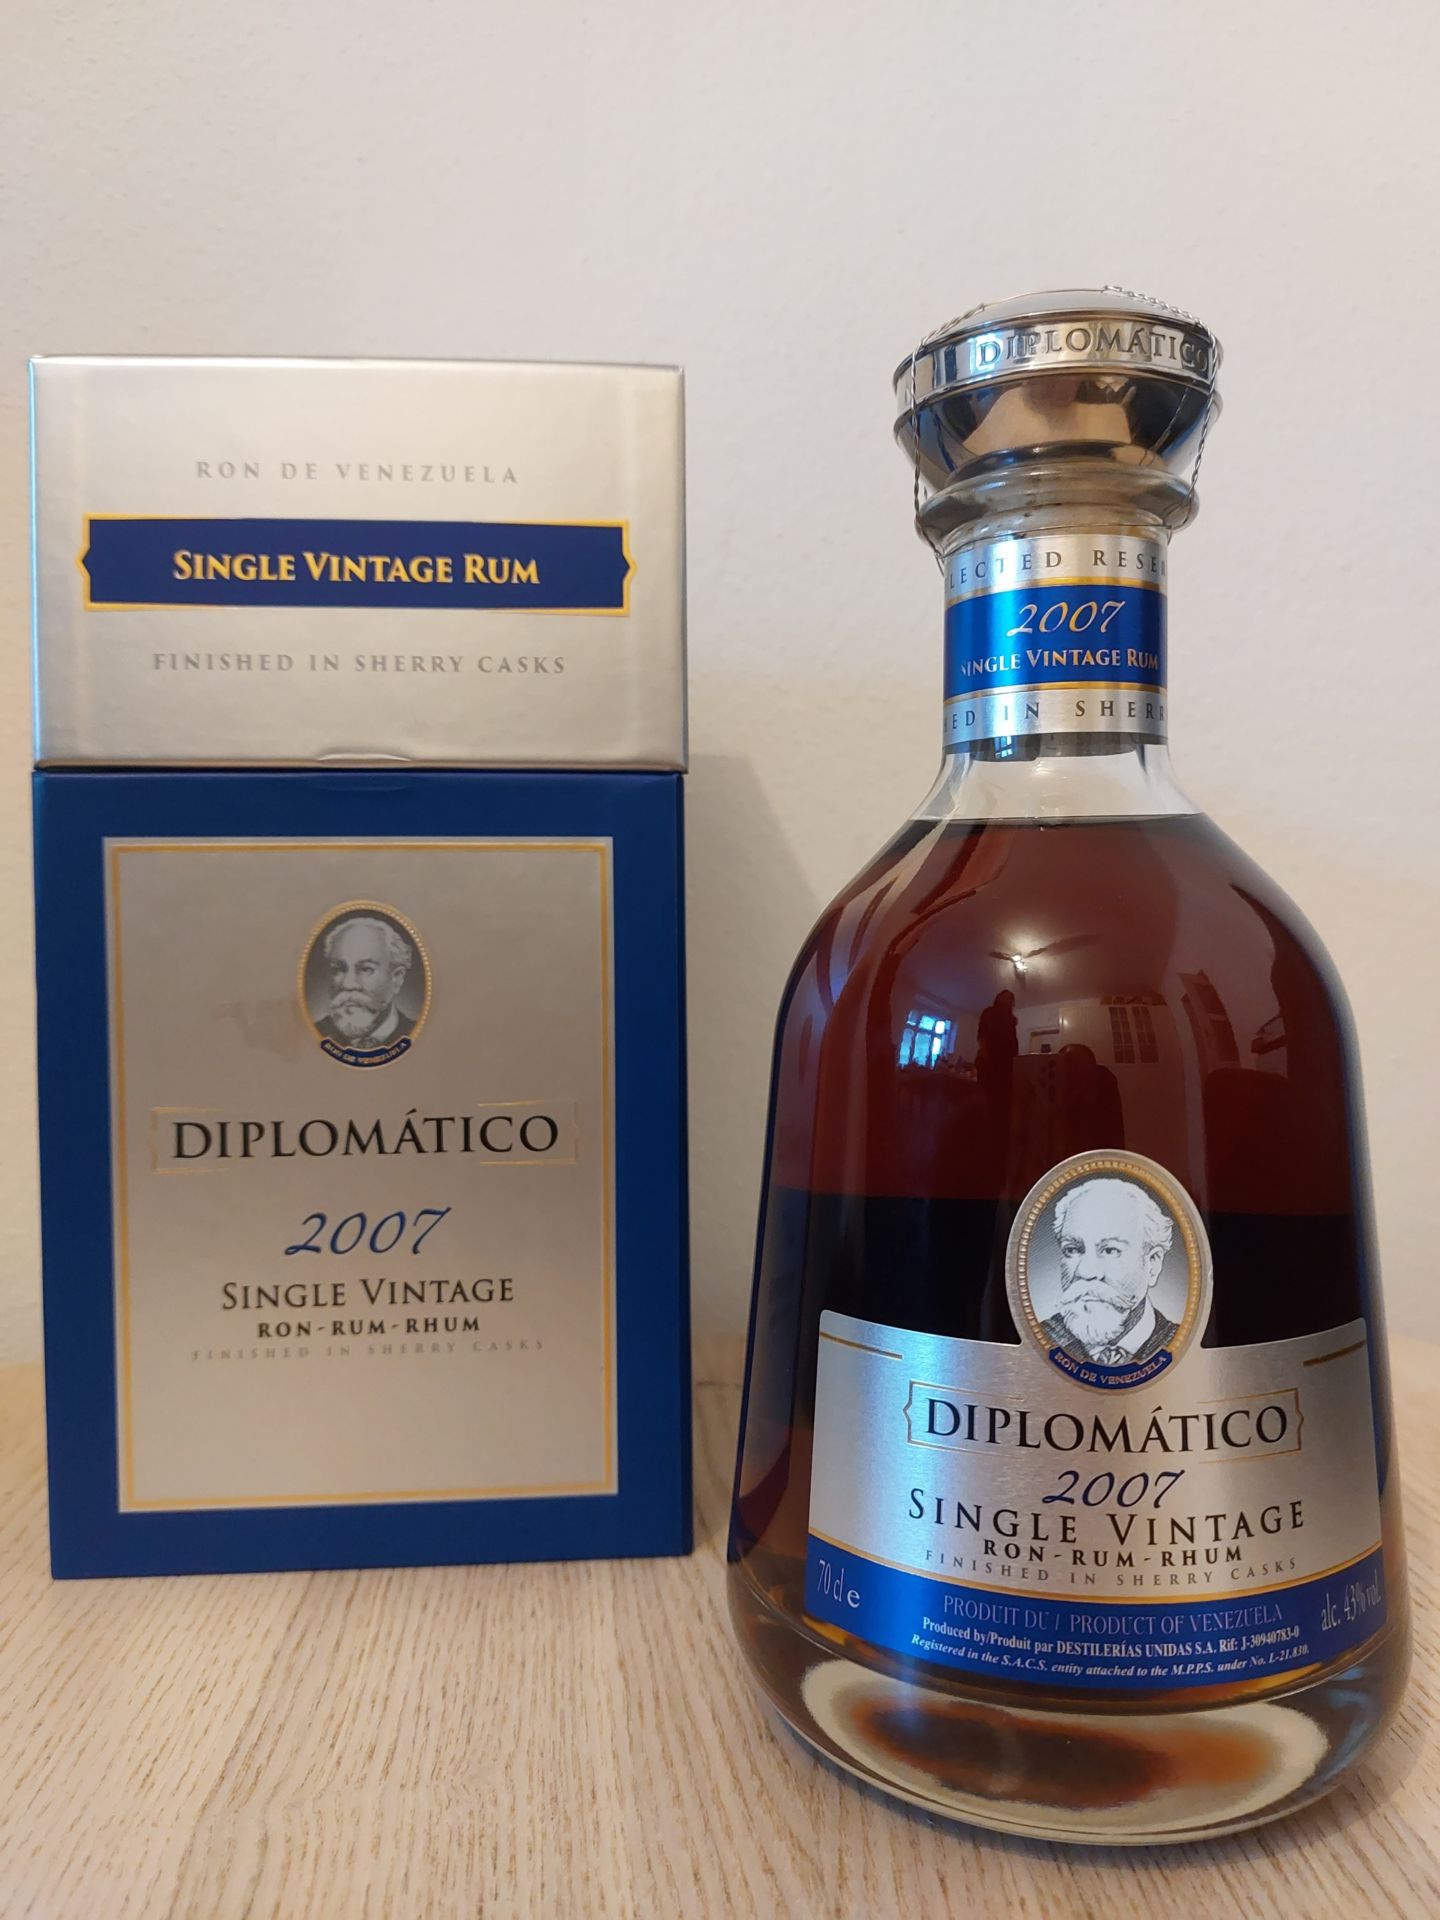 RON DE VENEZUELA
SINGLE VINTAGE RUM
FINISHED IN SHERRY CASKS
RON DE VENEZUELA
DIPLOMÁTICO
2007
SINGLE VINTAGE
RON-RUM-RHUM
FINISHED IN SHERRY CASKS
DIPLOMÁTICO
LECTED RESER
2007
SINGLE VINTAGE RUM
HED IN SHERR
RON DE VENEZUELA
DIPLOMÁTICO
2007
SINGLE VINTAGE
RON-RUM-RHUM
FINISHED IN SHERRY CASKS
70 cl e
PRODUIT DU / PRODUCT OF VENEZUELA
alc. 43% vol.
Produced by/Produit par DESTILERÍAS UNIDAS S.A. Rif: J-30940783-0
Registered in the S.A.C.S. entity attached to the M.P.P.S. under No. L-21.830.